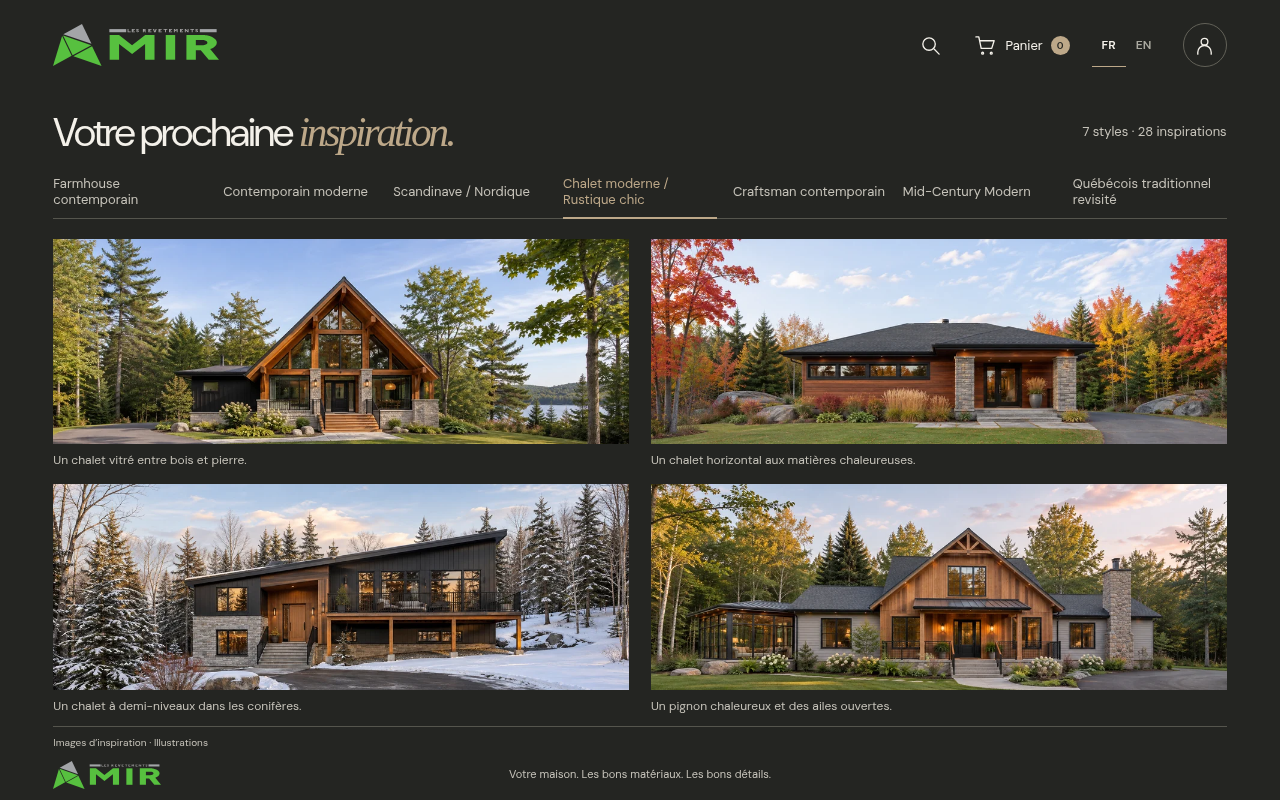 LES REVÊTEMENTS
MIR
Panier 0
FR EN
Votre prochaine inspiration.
7 styles · 28 inspirations
Farmhouse
contemporain
Contemporain moderne
Scandinave / Nordique
Chalet moderne /
Rustique chic
Craftsman contemporain
Mid-Century Modern
Québécois traditionnel
revisité
Un chalet vitré entre bois et pierre.
Un chalet horizontal aux matières chaleureuses.
Un chalet à demi-niveaux dans les conifères.
Un pignon chaleureux et des ailes ouvertes.
Images d'inspiration · Illustrations
LES REVÊTEMENTS
MIR
Votre maison. Les bons matériaux. Les bons détails.